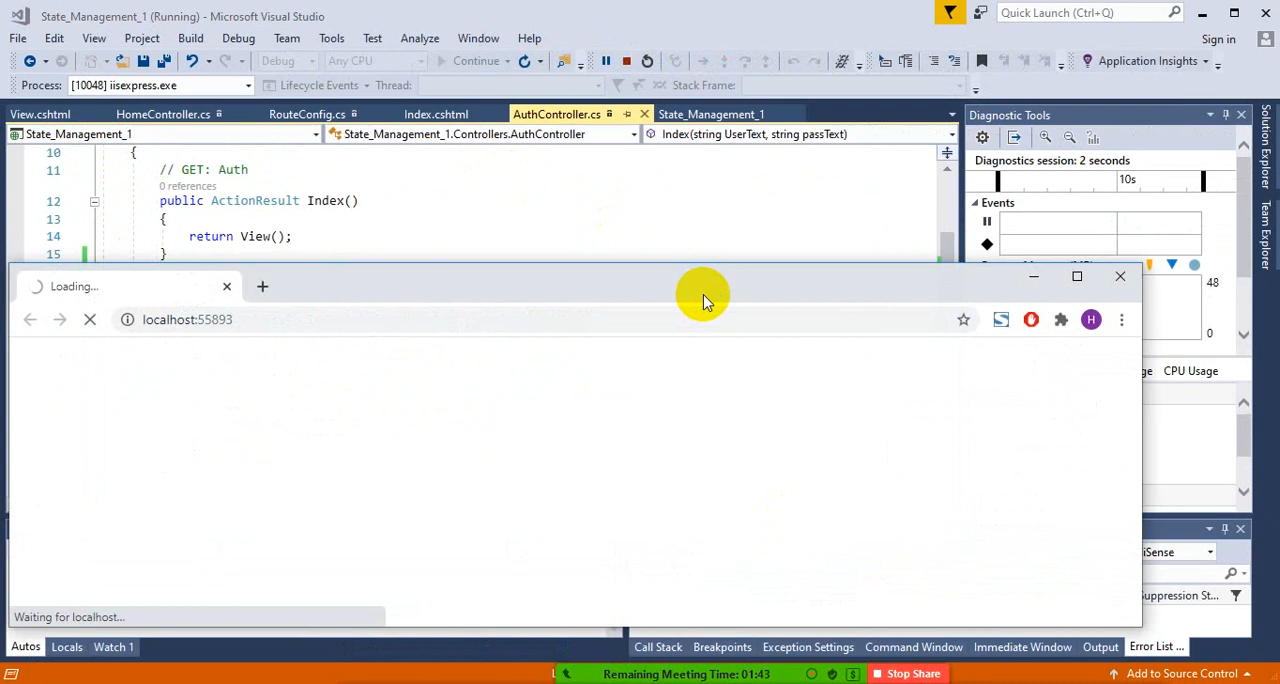 State_Management_1 (Running) - Microsoft Visual Studio
Quick Launch (Ctrl+Q)
File Edit View Project Build Debug Team Tools Test Analyze Window Help
Sign in
Debug Any CPU Continue Application Insights
Process: [10048] iisexpress.exe Lifecycle Events Thread: Stack Frame:
View.cshtml HomeController.cs RouteConfig.cs Index.cshtml AuthController.cs State_Management_1
Diagnostic Tools
State_Management_1 State_Management_1.Controllers.AuthController Index(string UserText, string passText)
Solution Explorer
Team Explorer
10 {
11 // GET: Auth
0 references
12 public ActionResult Index()
13 {
14 return View();
15 }
Diagnostics session: 2 seconds
10s
Events
48
0
CPU Usage
Loading...
localhost:55893
H
Waiting for localhost...
Suppression St...
Autos Locals Watch 1
Call Stack Breakpoints Exception Settings Command Window Immediate Window Output Error List ...
Remaining Meeting Time: 01:43 Stop Share
Add to Source Control